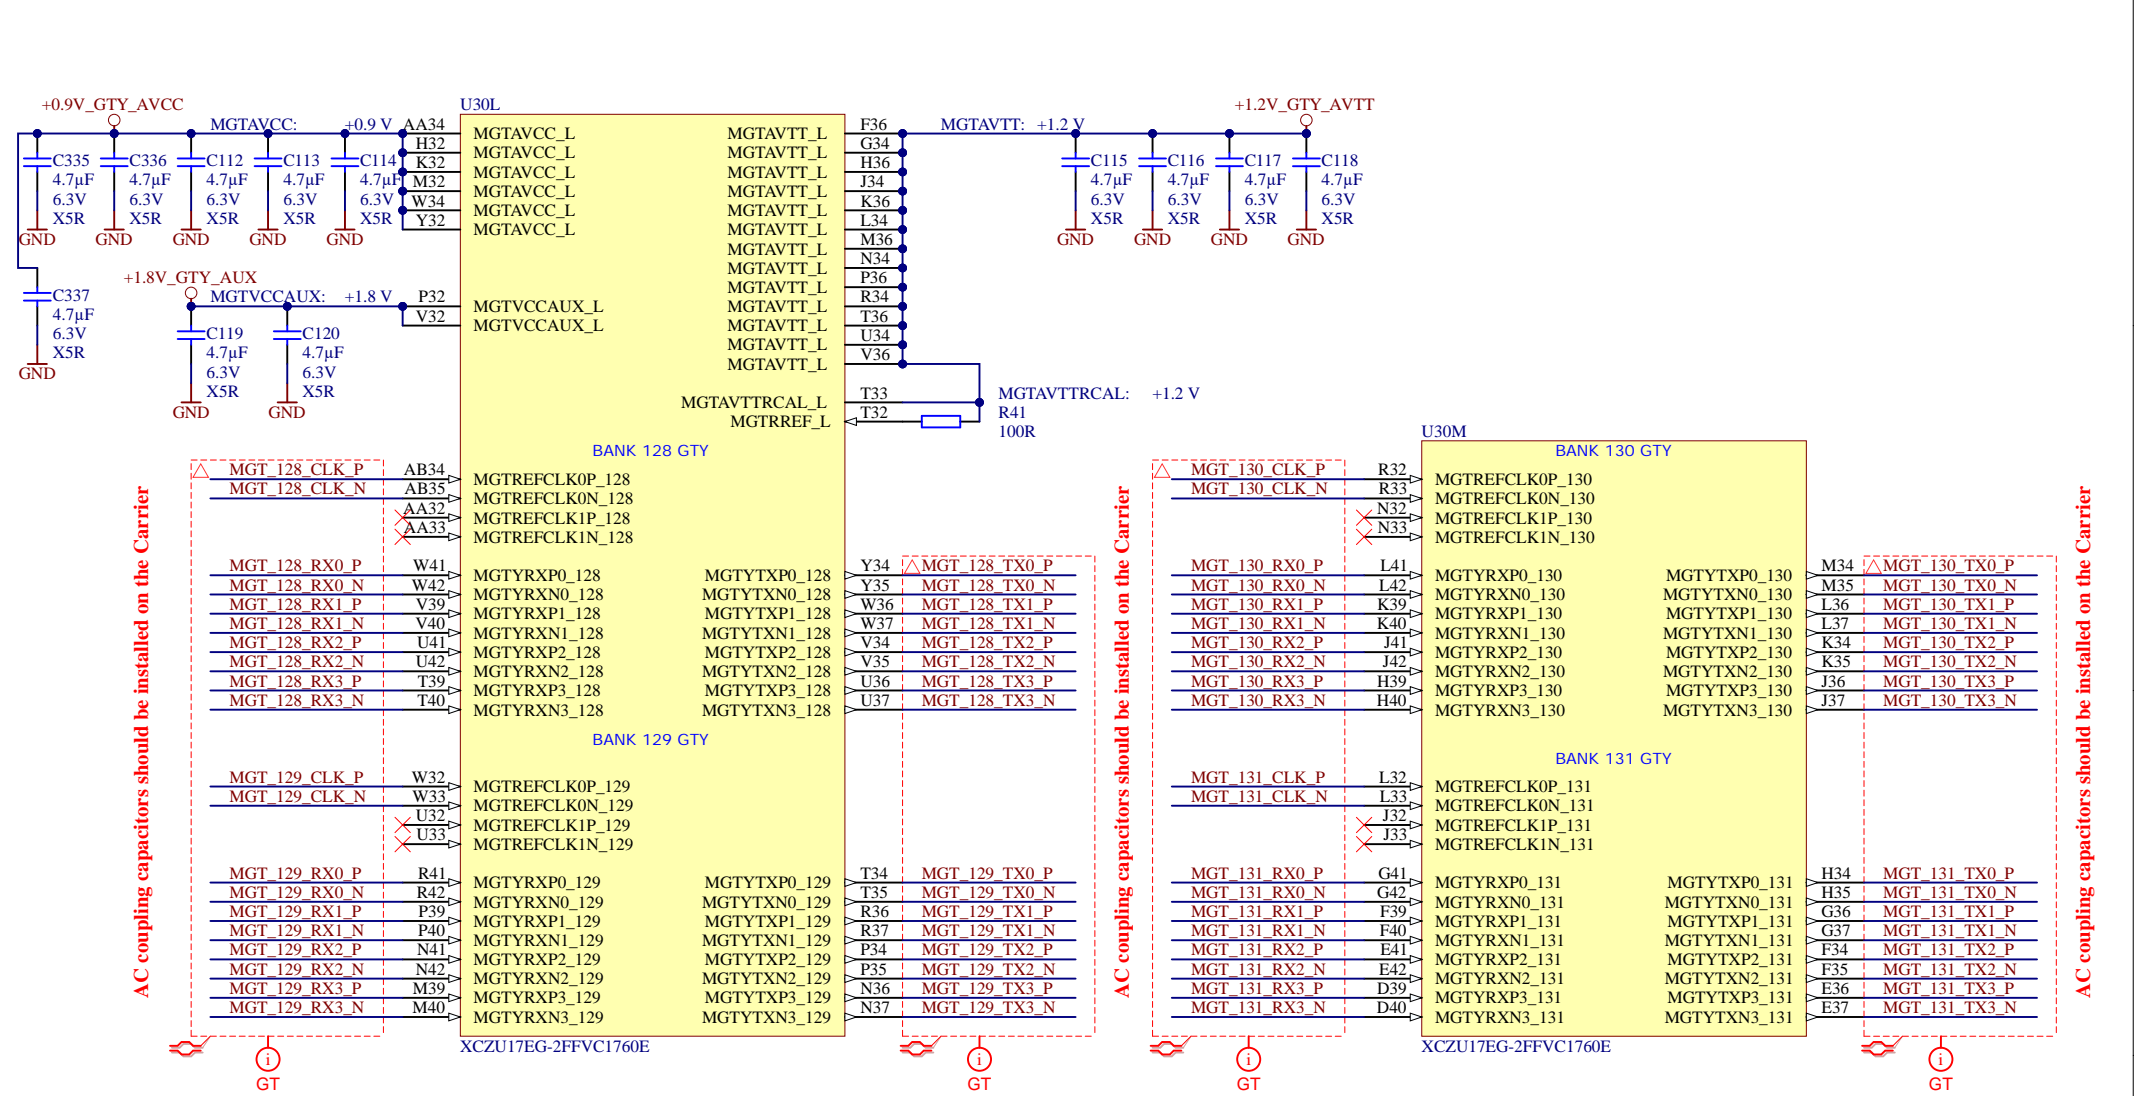 +0.9V_GTY_AVCC
MGTAVCC: +0.9 V
C335 4.7µF 6.3V X5R GND
C336 4.7µF 6.3V X5R GND
C112 4.7µF 6.3V X5R GND
C113 4.7µF 6.3V X5R GND
C114 4.7µF 6.3V X5R GND
C337 4.7µF 6.3V X5R GND
+1.8V_GTY_AUX
MGTVCCAUX: +1.8 V
C119 4.7µF 6.3V X5R GND
C120 4.7µF 6.3V X5R GND
U30L
AA34 MGTAVCC_L
H32 MGTAVCC_L
K32 MGTAVCC_L
M32 MGTAVCC_L
W34 MGTAVCC_L
Y32 MGTAVCC_L
P32 MGTVCCAUX_L
V32 MGTVCCAUX_L
MGTAVTT_L F36
MGTAVTT_L G34
MGTAVTT_L H36
MGTAVTT_L J34
MGTAVTT_L K36
MGTAVTT_L L34
MGTAVTT_L M36
MGTAVTT_L N34
MGTAVTT_L P36
MGTAVTT_L R34
MGTAVTT_L T36
MGTAVTT_L U34
MGTAVTT_L V36
MGTAVTTRCAL_L T33
MGTRREF_L T32
MGTAVTT: +1.2 V
+1.2V_GTY_AVTT
C115 4.7µF 6.3V X5R GND
C116 4.7µF 6.3V X5R GND
C117 4.7µF 6.3V X5R GND
C118 4.7µF 6.3V X5R GND
MGTAVTTRCAL: +1.2 V
R41
100R
AC coupling capacitors should be installed on the Carrier
BANK 128 GTY
MGT_128_CLK_P AB34 MGTREFCLK0P_128
MGT_128_CLK_N AB35 MGTREFCLK0N_128
AA32 MGTREFCLK1P_128
AA33 MGTREFCLK1N_128
MGT_128_RX0_P W41 MGTYRXP0_128 MGTYTXP0_128 Y34 MGT_128_TX0_P
MGT_128_RX0_N W42 MGTYRXN0_128 MGTYTXN0_128 Y35 MGT_128_TX0_N
MGT_128_RX1_P V39 MGTYRXP1_128 MGTYTXP1_128 W36 MGT_128_TX1_P
MGT_128_RX1_N V40 MGTYRXN1_128 MGTYTXN1_128 W37 MGT_128_TX1_N
MGT_128_RX2_P U41 MGTYRXP2_128 MGTYTXP2_128 V34 MGT_128_TX2_P
MGT_128_RX2_N U42 MGTYRXN2_128 MGTYTXN2_128 V35 MGT_128_TX2_N
MGT_128_RX3_P T39 MGTYRXP3_128 MGTYTXP3_128 U36 MGT_128_TX3_P
MGT_128_RX3_N T40 MGTYRXN3_128 MGTYTXN3_128 U37 MGT_128_TX3_N
BANK 129 GTY
MGT_129_CLK_P W32 MGTREFCLK0P_129
MGT_129_CLK_N W33 MGTREFCLK0N_129
U32 MGTREFCLK1P_129
U33 MGTREFCLK1N_129
MGT_129_RX0_P R41 MGTYRXP0_129 MGTYTXP0_129 T34 MGT_129_TX0_P
MGT_129_RX0_N R42 MGTYRXN0_129 MGTYTXN0_129 T35 MGT_129_TX0_N
MGT_129_RX1_P P39 MGTYRXP1_129 MGTYTXP1_129 R36 MGT_129_TX1_P
MGT_129_RX1_N P40 MGTYRXN1_129 MGTYTXN1_129 R37 MGT_129_TX1_N
MGT_129_RX2_P N41 MGTYRXP2_129 MGTYTXP2_129 P34 MGT_129_TX2_P
MGT_129_RX2_N N42 MGTYRXN2_129 MGTYTXN2_129 P35 MGT_129_TX2_N
MGT_129_RX3_P M39 MGTYRXP3_129 MGTYTXP3_129 N36 MGT_129_TX3_P
MGT_129_RX3_N M40 MGTYRXN3_129 MGTYTXN3_129 N37 MGT_129_TX3_N
XCZU17EG-2FFVC1760E
i
GT
i
GT
AC coupling capacitors should be installed on the Carrier
U30M
BANK 130 GTY
MGT_130_CLK_P R32 MGTREFCLK0P_130
MGT_130_CLK_N R33 MGTREFCLK0N_130
N32 MGTREFCLK1P_130
N33 MGTREFCLK1N_130
MGT_130_RX0_P L41 MGTYRXP0_130 MGTYTXP0_130 M34 MGT_130_TX0_P
MGT_130_RX0_N L42 MGTYRXN0_130 MGTYTXN0_130 M35 MGT_130_TX0_N
MGT_130_RX1_P K39 MGTYRXP1_130 MGTYTXP1_130 L36 MGT_130_TX1_P
MGT_130_RX1_N K40 MGTYRXN1_130 MGTYTXN1_130 L37 MGT_130_TX1_N
MGT_130_RX2_P J41 MGTYRXP2_130 MGTYTXP2_130 K34 MGT_130_TX2_P
MGT_130_RX2_N J42 MGTYRXN2_130 MGTYTXN2_130 K35 MGT_130_TX2_N
MGT_130_RX3_P H39 MGTYRXP3_130 MGTYTXP3_130 J36 MGT_130_TX3_P
MGT_130_RX3_N H40 MGTYRXN3_130 MGTYTXN3_130 J37 MGT_130_TX3_N
BANK 131 GTY
MGT_131_CLK_P L32 MGTREFCLK0P_131
MGT_131_CLK_N L33 MGTREFCLK0N_131
J32 MGTREFCLK1P_131
J33 MGTREFCLK1N_131
MGT_131_RX0_P G41 MGTYRXP0_131 MGTYTXP0_131 H34 MGT_131_TX0_P
MGT_131_RX0_N G42 MGTYRXN0_131 MGTYTXN0_131 H35 MGT_131_TX0_N
MGT_131_RX1_P F39 MGTYRXP1_131 MGTYTXP1_131 G36 MGT_131_TX1_P
MGT_131_RX1_N F40 MGTYRXN1_131 MGTYTXN1_131 G37 MGT_131_TX1_N
MGT_131_RX2_P E41 MGTYRXP2_131 MGTYTXP2_131 F34 MGT_131_TX2_P
MGT_131_RX2_N E42 MGTYRXN2_131 MGTYTXN2_131 F35 MGT_131_TX2_N
MGT_131_RX3_P D39 MGTYRXP3_131 MGTYTXP3_131 E36 MGT_131_TX3_P
MGT_131_RX3_N D40 MGTYRXN3_131 MGTYTXN3_131 E37 MGT_131_TX3_N
XCZU17EG-2FFVC1760E
i
GT
i
GT
AC coupling capacitors should be installed on the Carrier